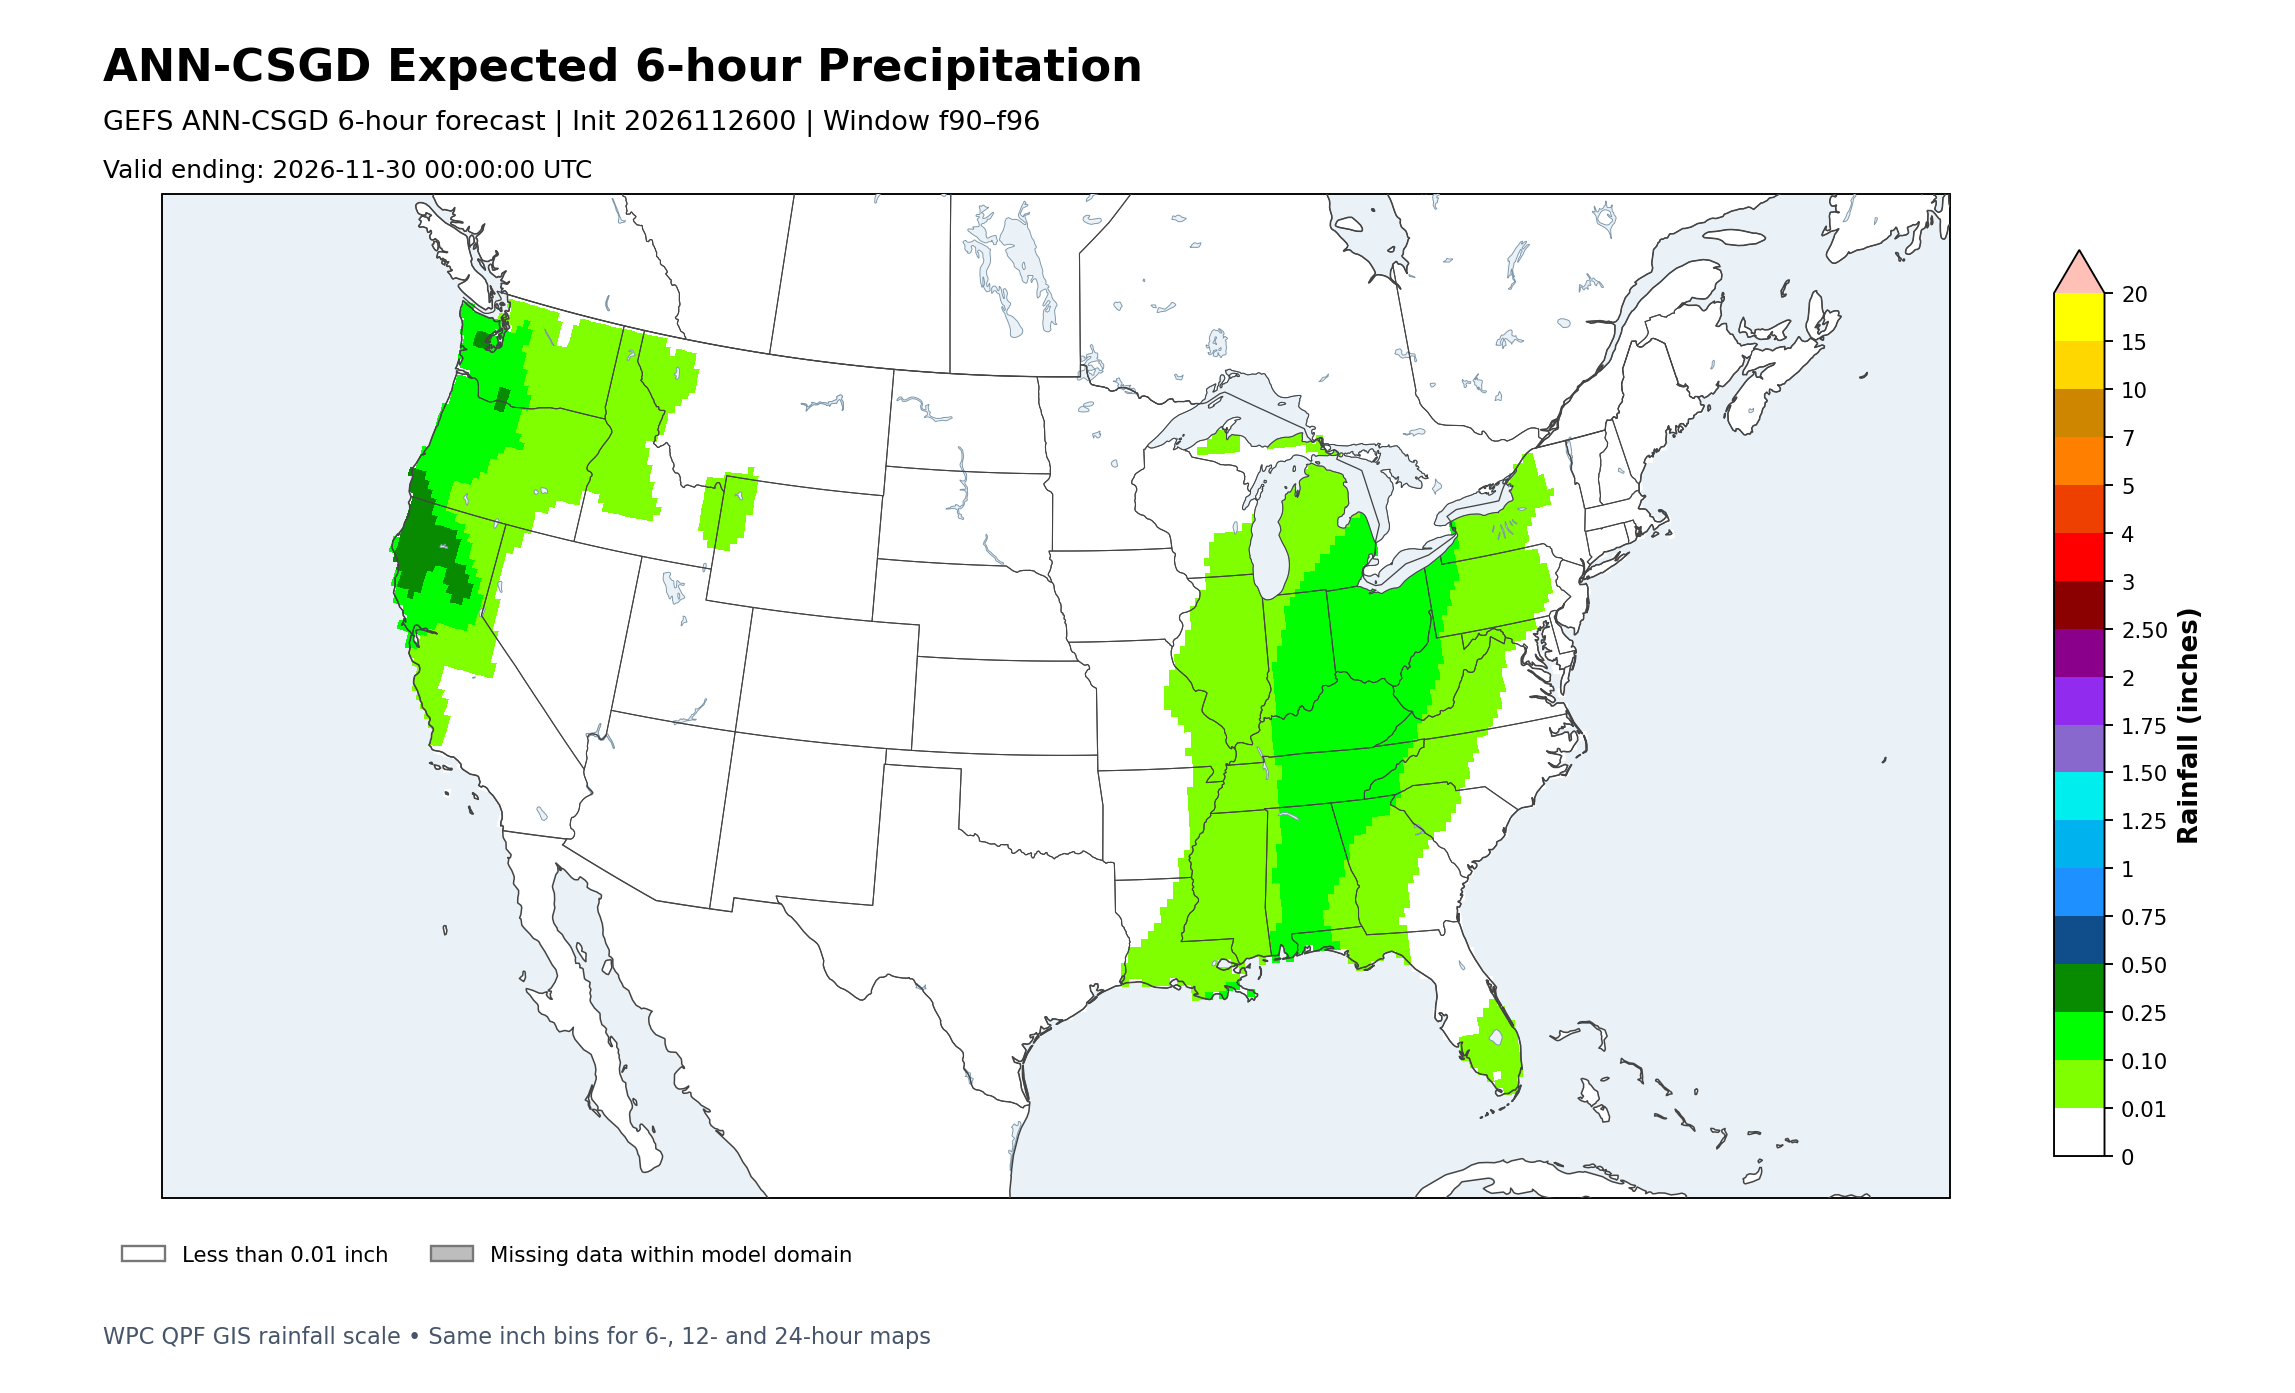 ANN-CSGD Expected 6-hour Precipitation
GEFS ANN-CSGD 6-hour forecast | Init 2026112600 | Window f90–f96
Valid ending: 2026-11-30 00:00:00 UTC
20
15
10
7
5
4
3
2.50
2
1.75
1.50
1.25
1
0.75
0.50
0.25
0.10
0.01
0
Rainfall (inches)
Less than 0.01 inch
Missing data within model domain
WPC QPF GIS rainfall scale • Same inch bins for 6-, 12- and 24-hour maps